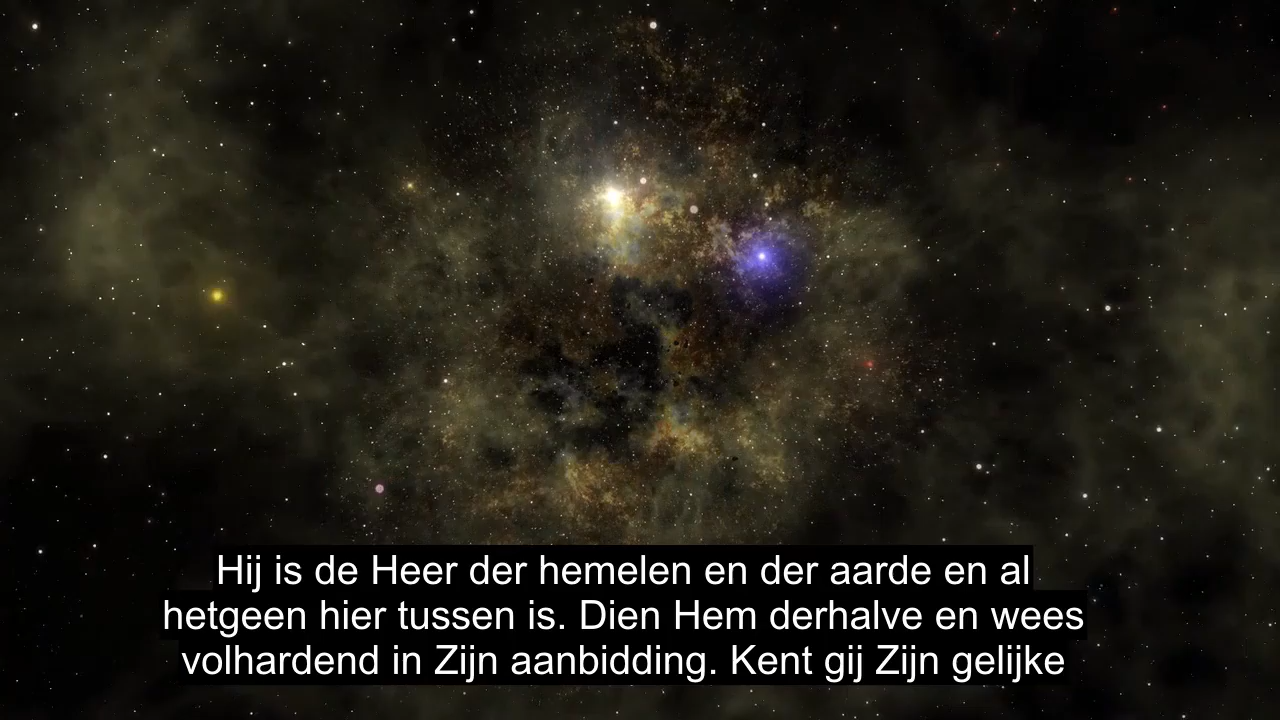 Hij is de Heer der hemelen en der aarde en al
hetgeen hier tussen is. Dien Hem derhalve en wees
volhardend in Zijn aanbidding. Kent gij Zijn gelijke